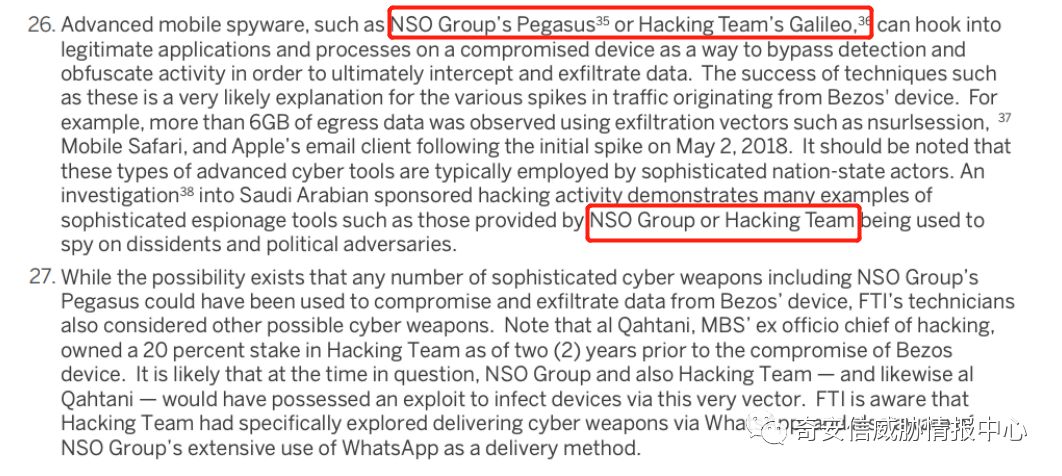 26. Advanced mobile spyware, such as NSO Group's Pegasus³⁵ or Hacking Team's Galileo,³⁶ can hook into
legitimate applications and processes on a compromised device as a way to bypass detection and
obfuscate activity in order to ultimately intercept and exfiltrate data. The success of techniques such
as these is a very likely explanation for the various spikes in traffic originating from Bezos' device. For
example, more than 6GB of egress data was observed using exfiltration vectors such as nsurlsession, ³⁷
Mobile Safari, and Apple's email client following the initial spike on May 2, 2018. It should be noted that
these types of advanced cyber tools are typically employed by sophisticated nation-state actors. An
investigation³⁸ into Saudi Arabian sponsored hacking activity demonstrates many examples of
sophisticated espionage tools such as those provided by NSO Group or Hacking Team being used to
spy on dissidents and political adversaries.
27. While the possibility exists that any number of sophisticated cyber weapons including NSO Group's
Pegasus could have been used to compromise and exfiltrate data from Bezos' device, FTI's technicians
also considered other possible cyber weapons. Note that al Qahtani, MBS' ex officio chief of hacking,
owned a 20 percent stake in Hacking Team as of two (2) years prior to the compromise of Bezos
device. It is likely that at the time in question, NSO Group and also Hacking Team — and likewise al
Qahtani — would have possessed an exploit to infect devices via this very vector. FTI is aware that
Hacking Team had specifically explored delivering cyber weapons via
NSO Group's extensive use of WhatsApp as a delivery method.
奇安信威胁情报中心